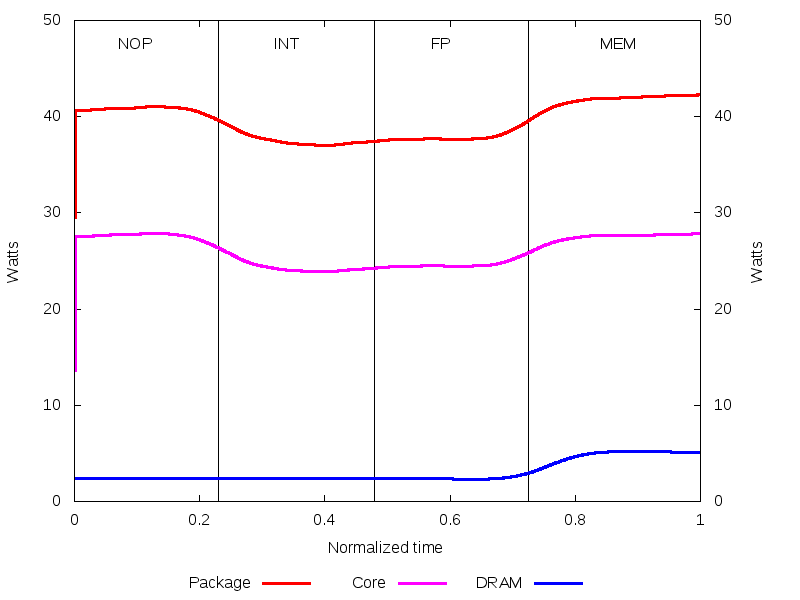 50 50
NOP INT FP MEM
40 40
30 30
Watts Watts
20 20
10 10
0 0
0 0.2 0.4 0.6 0.8 1
Normalized time
Package Core DRAM